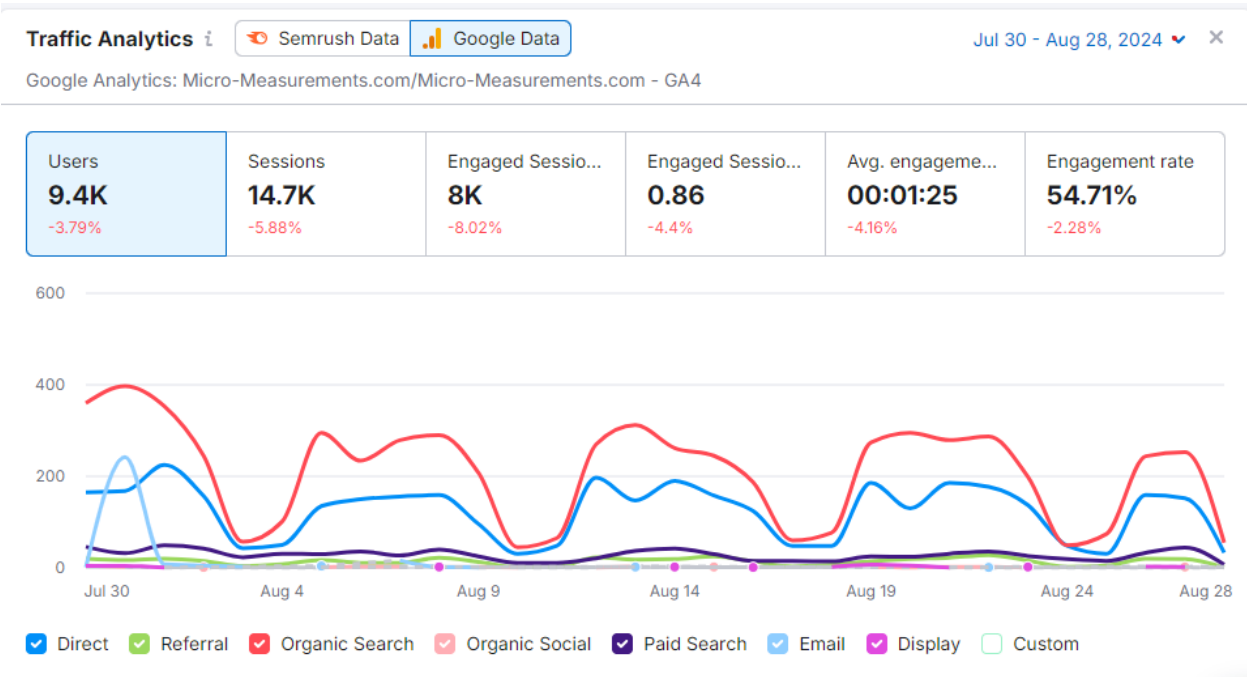 Traffic Analytics i Semrush Data Google Data Jul 30 - Aug 28, 2024
Google Analytics: Micro-Measurements.com/Micro-Measurements.com - GA4
Users Sessions Engaged Sessio... Engaged Sessio... Avg. engageme... Engagement rate
9.4K 14.7K 8K 0.86 00:01:25 54.71%
-3.79% -5.88% -8.02% -4.4% -4.16% -2.28%
600
400
200
0
Jul 30 Aug 4 Aug 9 Aug 14 Aug 19 Aug 24 Aug 28
Direct Referral Organic Search Organic Social Paid Search Email Display Custom